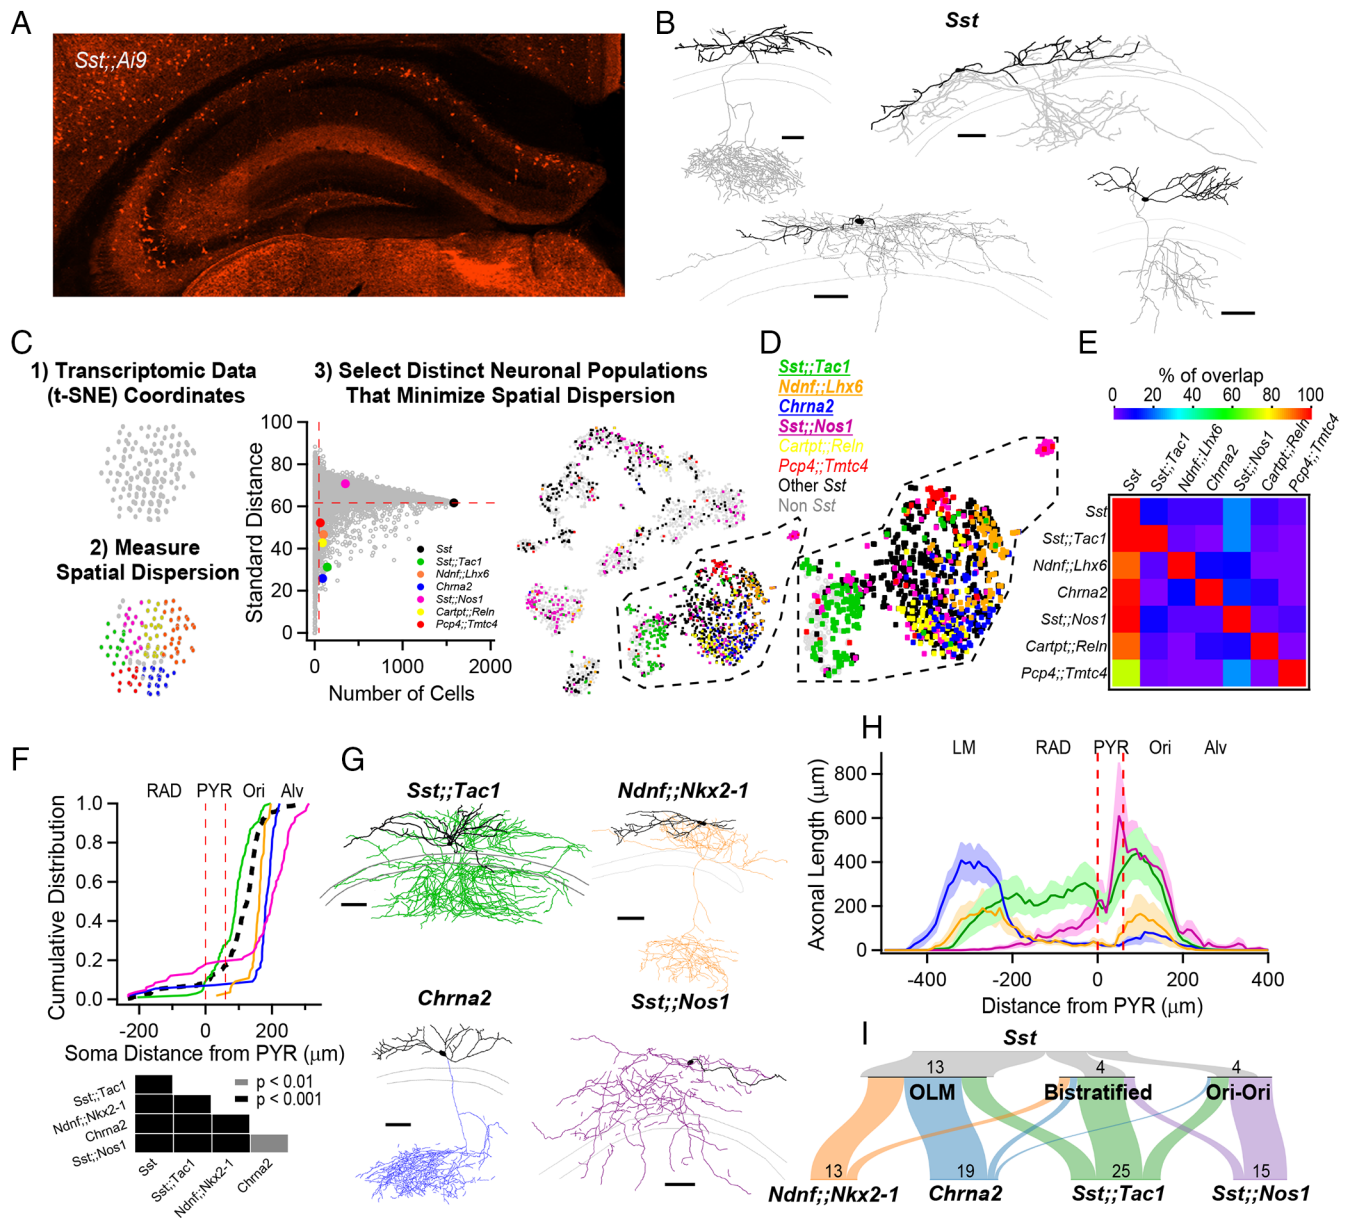 A
Sst;;Ai9
B
Sst
C
1) Transcriptomic Data
(t-SNE) Coordinates
2) Measure
Spatial Dispersion
3) Select Distinct Neuronal Populations
That Minimize Spatial Dispersion
Standard Distance
100
80
60
40
20
0
0
1000
2000
Number of Cells
Sst
Sst;;Tac1
Ndnf;;Lhx6
Chrna2
Sst;;Nos1
Cartpt;;Reln
Pcp4;;Tmtc4
D
Sst;;Tac1
Ndnf;;Lhx6
Chrna2
Sst;;Nos1
Cartpt;;Reln
Pcp4;;Tmtc4
Other Sst
Non Sst
E
% of overlap
0 20 40 60 80 100
Sst
Sst;;Tac1
Ndnf;;Lhx6
Chrna2
Sst;;Nos1
Cartpt;;Reln
Pcp4;;Tmtc4
Sst
Sst;;Tac1
Ndnf;;Lhx6
Chrna2
Sst;;Nos1
Cartpt;;Reln
Pcp4;;Tmtc4
F
RAD PYR Ori Alv
Cumulative Distribution
1.0
0.8
0.6
0.4
0.2
0.0
-200 0 200
Soma Distance from PYR (μm)
p < 0.01
p < 0.001
Sst;;Tac1
Ndnf;;Nkx2-1
Chrna2
Sst;;Nos1
Sst
Sst;;Tac1
Ndnf;;Nkx2-1
Chrna2
G
Sst;;Tac1
Ndnf;;Nkx2-1
Chrna2
Sst;;Nos1
H
LM RAD PYR Ori Alv
Axonal Length (μm)
800
600
400
200
0
-400 -200 0 200 400
Distance from PYR (μm)
I
Sst
13 4 4
OLM Bistratified Ori-Ori
13 19 25 15
Ndnf;;Nkx2-1 Chrna2 Sst;;Tac1 Sst;;Nos1